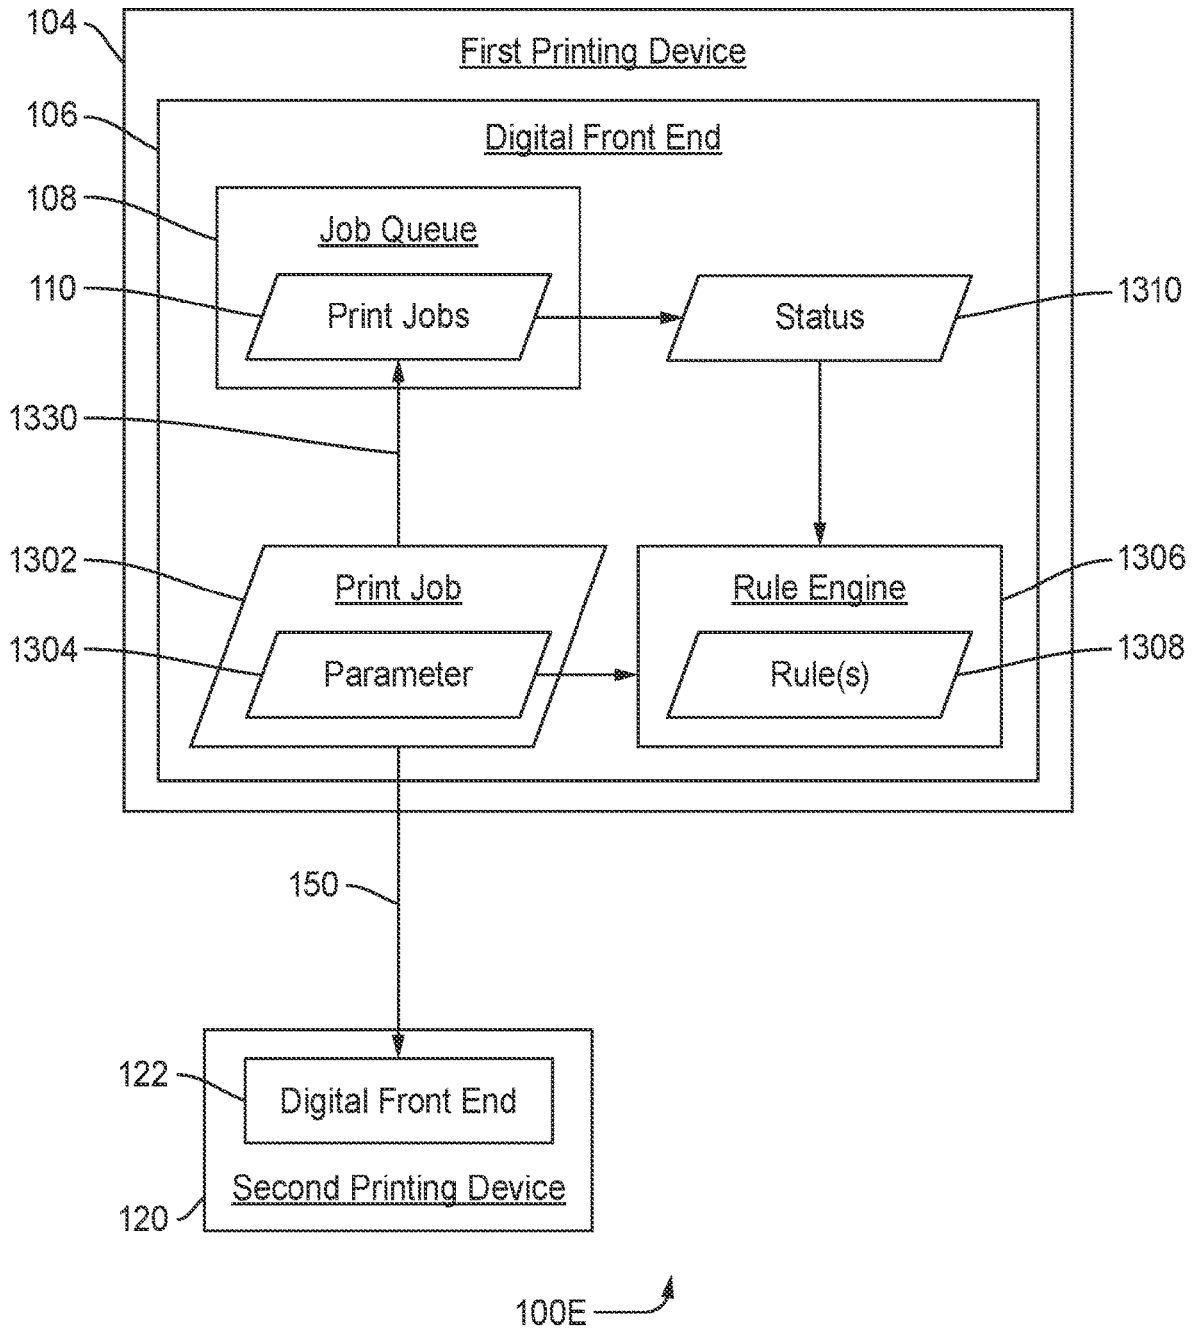 104
First Printing Device
106
Digital Front End
108
Job Queue
110
Print Jobs
Status
1310
1330
1302
Print Job
Rule Engine
1306
1304
Parameter
Rule(s)
1308
150
122
Digital Front End
Second Printing Device
120
100E